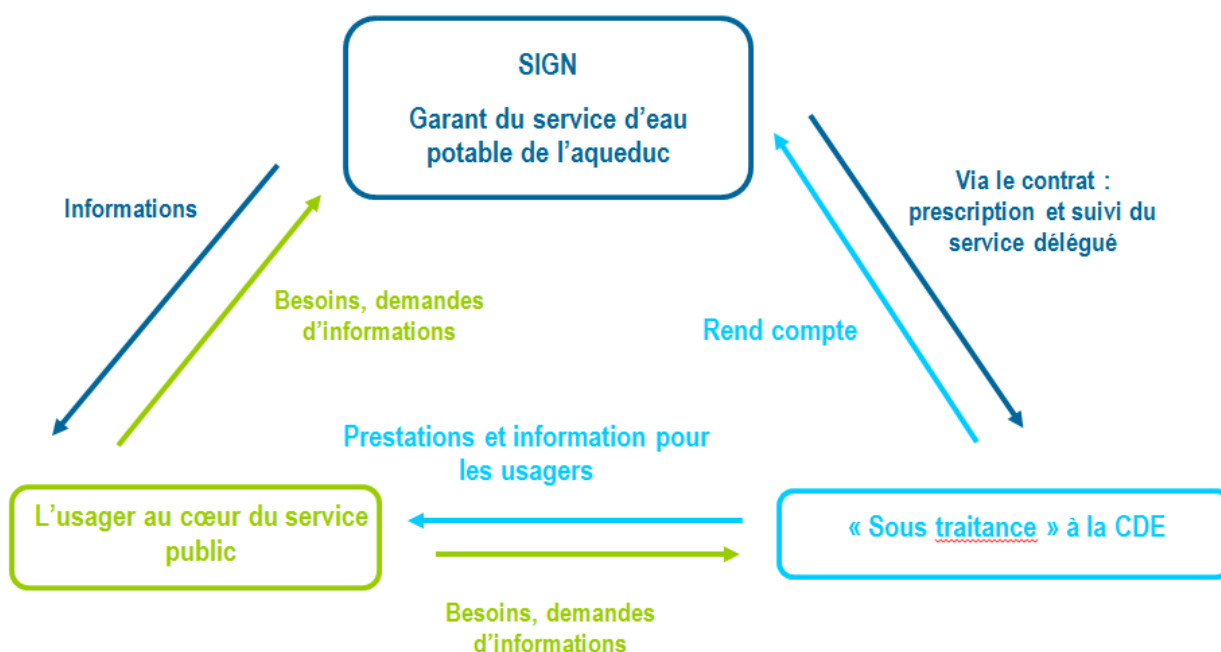 SIGN
Garant du service d'eau
potable de l'aqueduc
Informations
Via le contrat :
prescription et suivi du
service délégué
Besoins, demandes
d'informations
Rend compte
Prestations et information pour
les usagers
L'usager au cœur du service
public
« Sous traitance » à la CDE
Besoins, demandes
d'informations